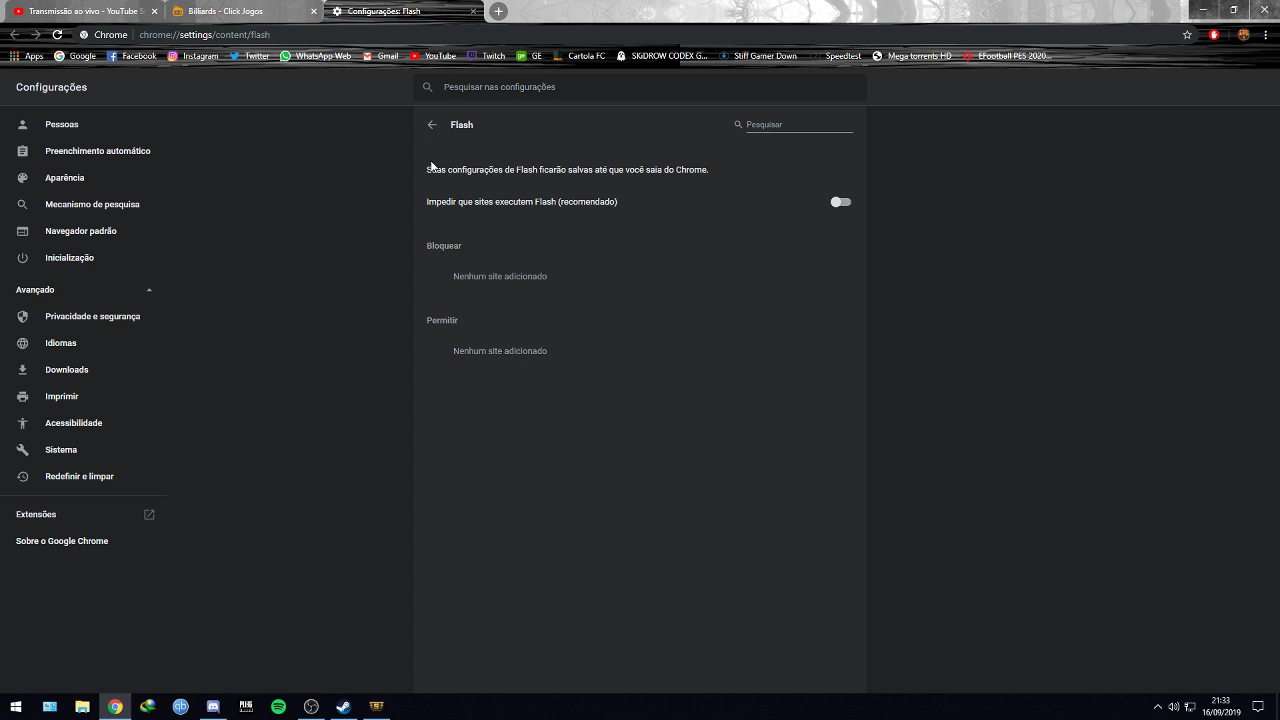 Transmissão ao vivo - YouTube S
Billiards - Click Jogos
Configurações: Flash
Chrome
chrome://settings/content/flash
Apps
Google
Facebook
Instagram
Twitter
WhatsApp Web
Gmail
YouTube
Twitch
ge
GE
Cartola FC
SKIDROW CODEX G...
Stiff Gamer Down
Speedtest
Mega torrents HD
EFootball PES 2020...
Configurações
Pesquisar nas configurações
Pessoas
Preenchimento automático
Aparência
Mecanismo de pesquisa
Navegador padrão
Inicialização
Avançado
Privacidade e segurança
Idiomas
Downloads
Imprimir
Acessibilidade
Sistema
Redefinir e limpar
Extensões
Sobre o Google Chrome
Flash
Pesquisar
Suas configurações de Flash ficarão salvas até que você saia do Chrome.
Impedir que sites executem Flash (recomendado)
Bloquear
Nenhum site adicionado
Permitir
Nenhum site adicionado
qb
PUBG
21:33
16/09/2019